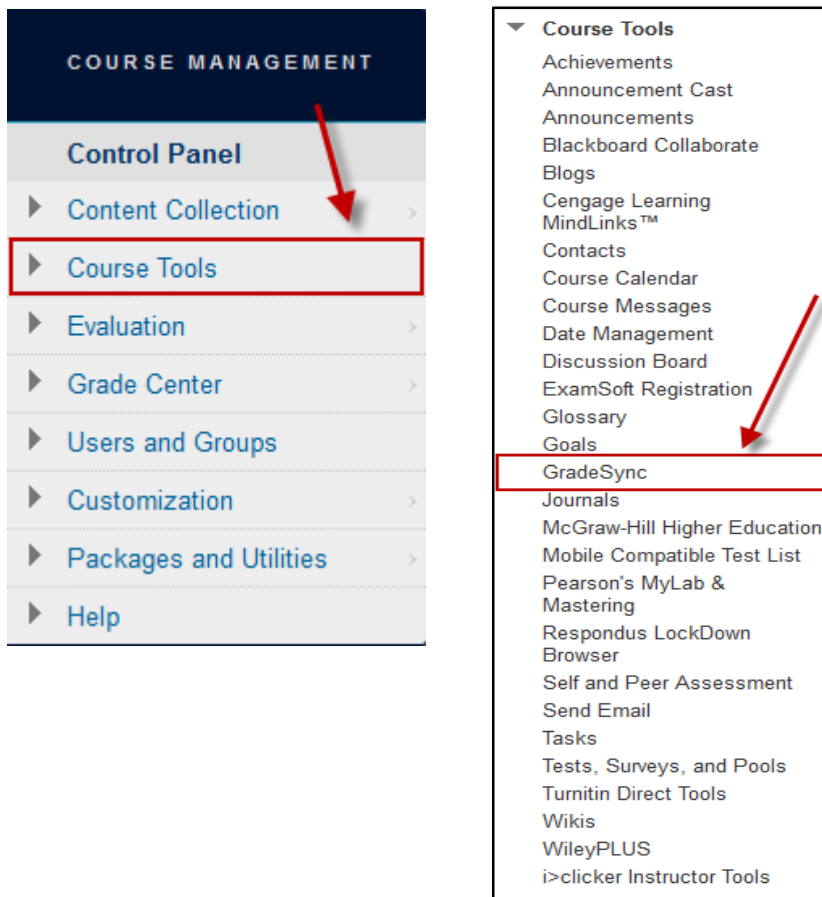 COURSE MANAGEMENT
Control Panel
Content Collection
Course Tools
Evaluation
Grade Center
Users and Groups
Customization
Packages and Utilities
Help
Course Tools
Achievements
Announcement Cast
Announcements
Blackboard Collaborate
Blogs
Cengage Learning
MindLinks™
Contacts
Course Calendar
Course Messages
Date Management
Discussion Board
ExamSoft Registration
Glossary
Goals
GradeSync
Journals
McGraw-Hill Higher Education
Mobile Compatible Test List
Pearson's MyLab &
Mastering
Respondus LockDown
Browser
Self and Peer Assessment
Send Email
Tasks
Tests, Surveys, and Pools
Turnitin Direct Tools
Wikis
WileyPLUS
i>clicker Instructor Tools